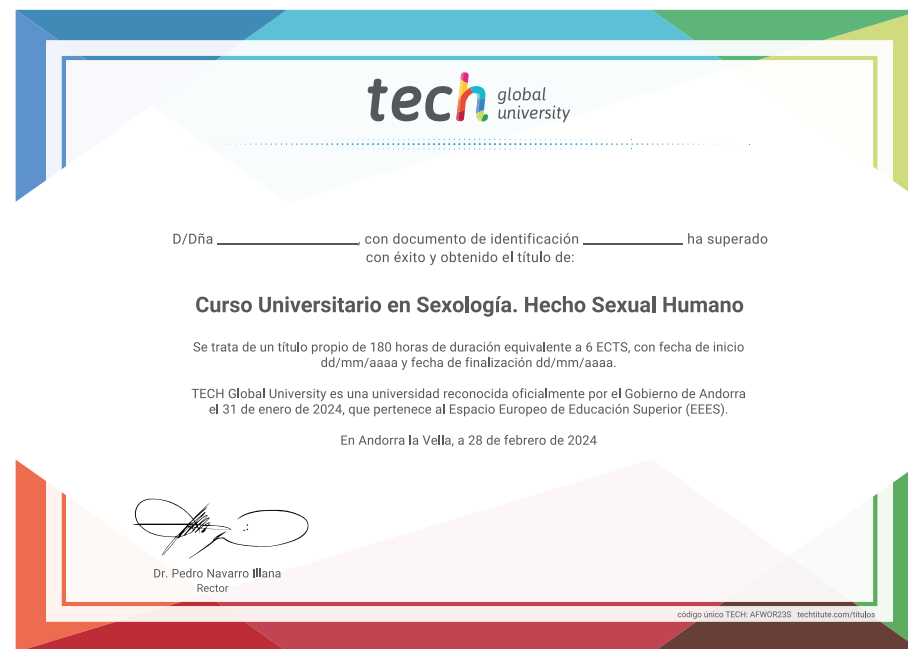 tech global university
D/Dña ______________, con documento de identificación __________ ha superado
con éxito y obtenido el título de:
Curso Universitario en Sexología. Hecho Sexual Humano
Se trata de un título propio de 180 horas de duración equivalente a 6 ECTS, con fecha de inicio
dd/mm/aaaa y fecha de finalización dd/mm/aaaa.
TECH Global University es una universidad reconocida oficialmente por el Gobierno de Andorra
el 31 de enero de 2024, que pertenece al Espacio Europeo de Educación Superior (EEES).
En Andorra la Vella, a 28 de febrero de 2024
Dr. Pedro Navarro Illana
Rector
código único TECH: AFWOR23S techtitute.com/titulos